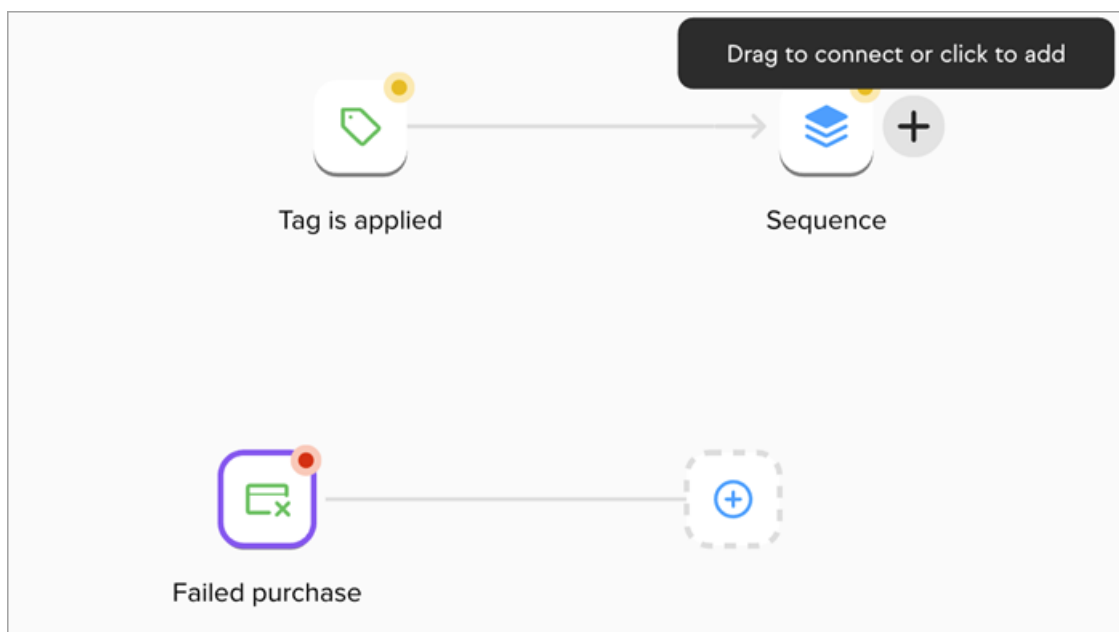 Drag to connect or click to add
Tag is applied
Sequence
Failed purchase